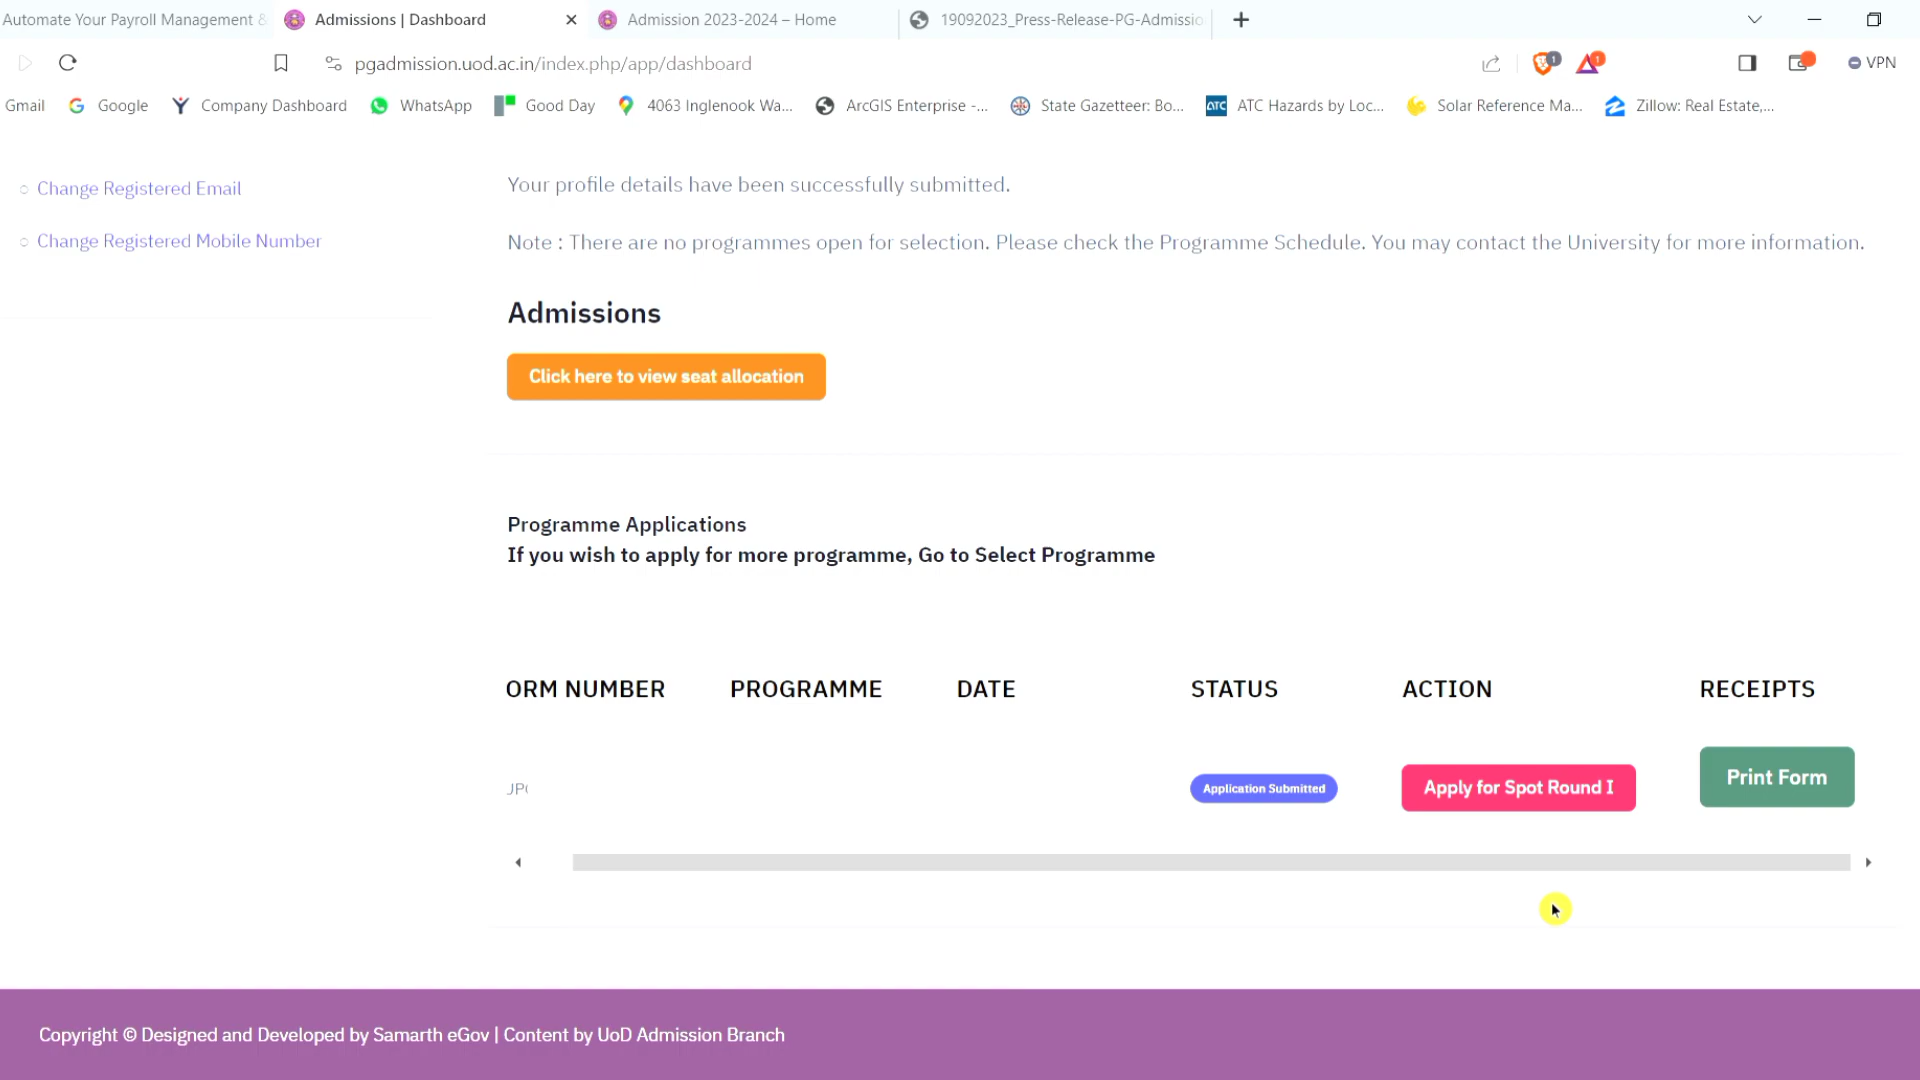 Automate Your Payroll Management &
Admissions | Dashboard
Admission 2023-2024 – Home
19092023_Press-Release-PG-Admissio
pgadmission.uod.ac.in/index.php/app/dashboard
1
1
VPN
Gmail
Google
Company Dashboard
WhatsApp
Good Day
4063 Inglenook Wa...
ArcGIS Enterprise -...
State Gazetteer: Bo...
ATC
ATC Hazards by Loc...
Solar Reference Ma...
Zillow: Real Estate,...
Change Registered Email
Change Registered Mobile Number
Your profile details have been successfully submitted.
Note : There are no programmes open for selection. Please check the Programme Schedule. You may contact the University for more information.
Admissions
Click here to view seat allocation
Programme Applications
If you wish to apply for more programme, Go to Select Programme
ORM NUMBER PROGRAMME DATE STATUS ACTION RECEIPTS
Application Submitted Apply for Spot Round I Print Form
Copyright © Designed and Developed by Samarth eGov | Content by UoD Admission Branch